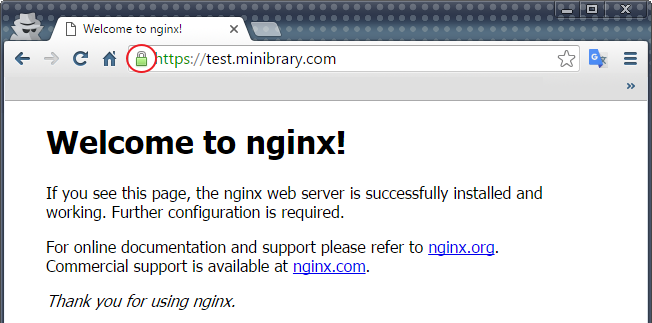 Welcome to nginx!
https://test.minibrary.com
»
Welcome to nginx!
If you see this page, the nginx web server is successfully installed and
working. Further configuration is required.
For online documentation and support please refer to nginx.org.
Commercial support is available at nginx.com.
Thank you for using nginx.